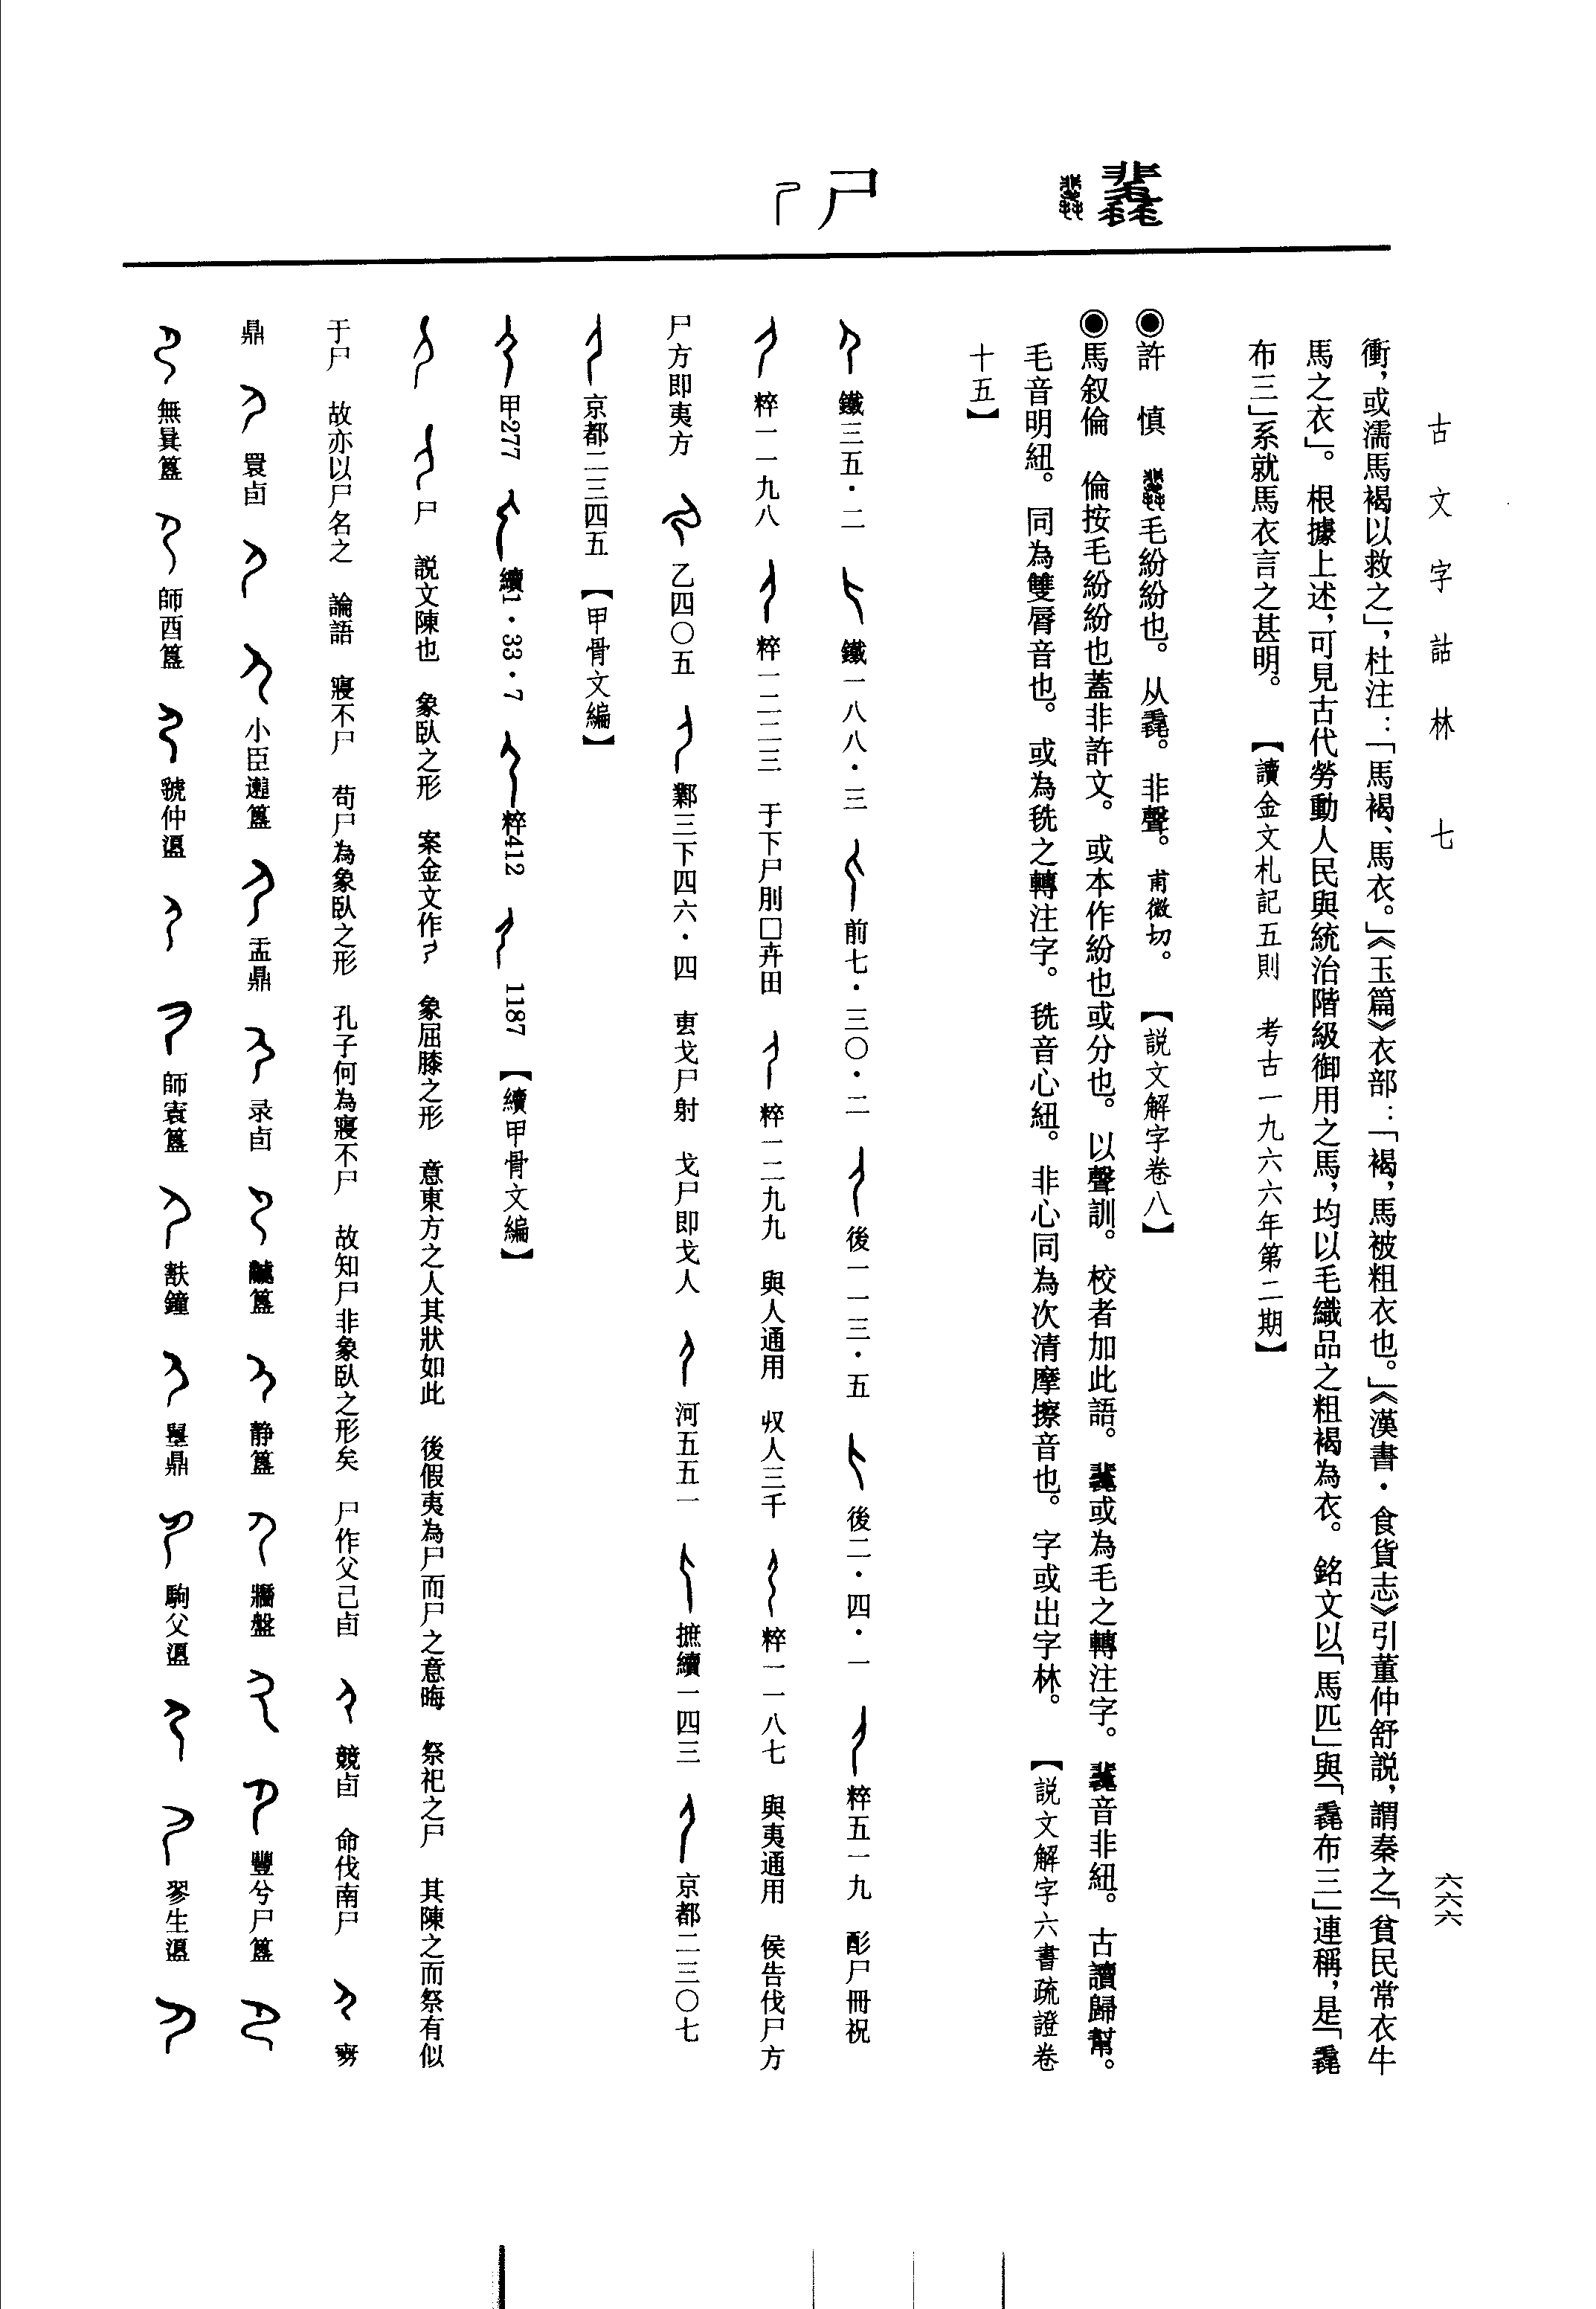 古文字詁林 七
六六六
衝，或濡馬褐以救之」，杜注：「馬褐、馬衣。」《玉篇》衣部：「褐，馬被粗衣也。」《漢書・食貨志》引董仲舒説，謂秦之「貧民常衣牛
馬之衣」。根據上述，可見古代勞動人民與統治階級御用之馬，均以毛織品之粗褐為衣。銘文以「馬匹」與「毳布三」連稱，是「毳
布三」系就馬衣言之甚明。 【讀金文札記五則 考古一九六六年第二期】
◉許 慎 毛紛紛也。从毳。非聲。甫微切。 【説文解字卷八】
◉馬叙倫 倫按毛紛紛也蓋非許文。或本作紛也或分也。以聲訓。校者加此語。𣯍或為毛之轉注字。𣯍音非紐。古讀歸幫。
毛音明紐。同為雙脣音也。或為毨之轉注字。毨音心紐。非心同為次清摩擦音也。字或出字林。 【説文解字六書疏證卷
十五】
尸
鐵三五・二 鐵一八八・三 前七・三〇・二 後一一三・五 後二・四・一 粹五一九 酌尸冊祝
粹一一九八 粹一二二三 于下尸刖□卉田 粹一二九九 與人通用 収人三千 粹一一八七 與夷通用 侯告伐尸方
尸方即夷方 乙四〇五 鄴三下四六・四 叀戈尸射 戈尸即戈人 河五五一 摭續一四三 京都二三〇七
京都二三四五 【甲骨文編】
甲277 續1・33・7 粹412 1187 【續甲骨文編】
尸 説文陳也 象臥之形 案金文作 象屈膝之形 意東方之人其狀如此 後假夷為尸而尸之意晦 祭祀之尸 其陳之而祭有似
于尸 故亦以尸名之 論語 寢不尸 苟尸為象臥之形 孔子何為寢不尸 故知尸非象臥之形矣 尸作父己卣 競卣 命伐南尸
鼎 睘卣 小臣𬨎簋 盂鼎 彔卣 簋 静簋 牆盤 豐兮尸簋
無㠱簋 師酉簋 虢仲盨 師㝨簋 㝬鐘 鼎 駒父盨 翏生盨